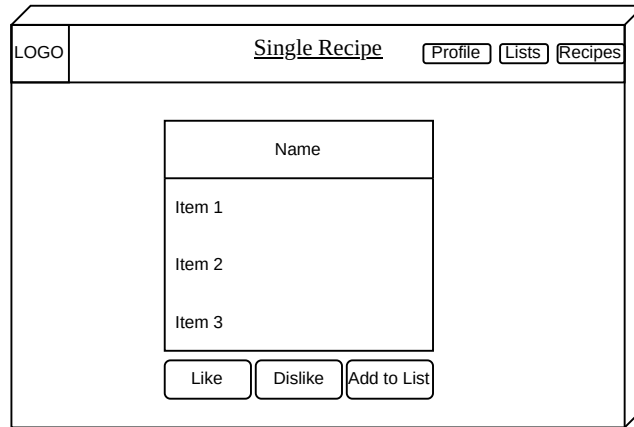 LOGO
Single Recipe
Profile
Lists
Recipes
Name
Item 1
Item 2
Item 3
Like
Dislike
Add to List